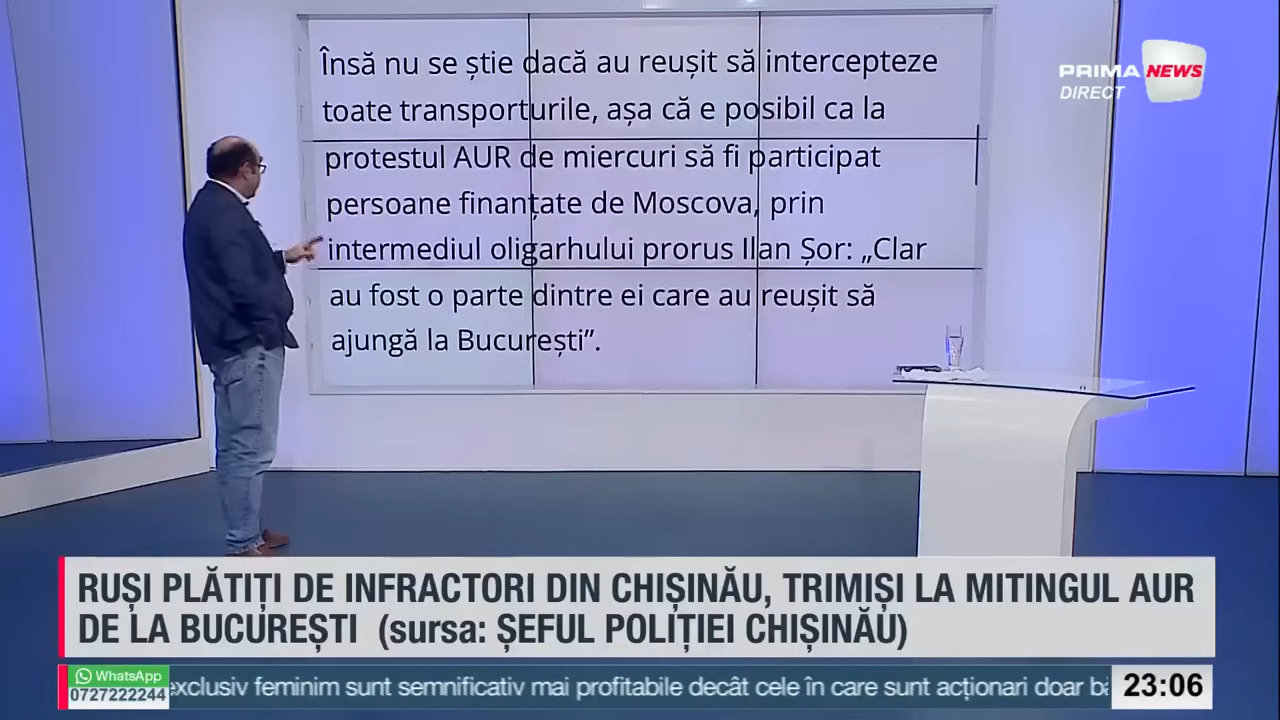 Însă nu se știe dacă au reușit să intercepteze
toate transporturile, așa că e posibil ca la
protestul AUR de miercuri să fi participat
persoane finanțate de Moscova, prin
intermediul oligarhului prorus Ilan Șor: „Clar
au fost o parte dintre ei care au reușit să
ajungă la București”.
PRIMA NEWS
DIRECT
RUȘI PLĂTIȚI DE INFRACTORI DIN CHIȘINĂU, TRIMIȘI LA MITINGUL AUR
DE LA BUCUREȘTI (sursa: ȘEFUL POLIȚIEI CHIȘINĂU)
WhatsApp
0727222244
exclusiv feminim sunt semnificativ mai profitabile decât cele în care sunt acționari doar
23:06